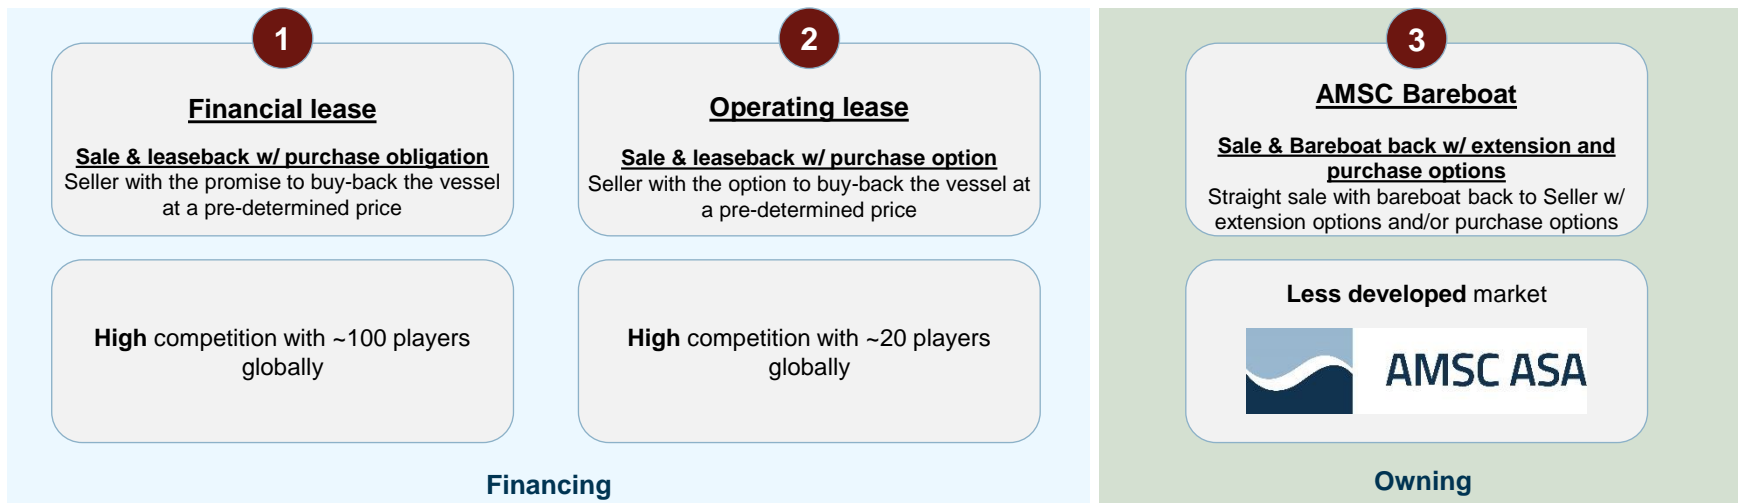 1
Financial lease
Sale & leaseback w/ purchase obligation
Seller with the promise to buy-back the vessel
at a pre-determined price
High competition with ~100 players
globally
2
Operating lease
Sale & leaseback w/ purchase option
Seller with the option to buy-back the vessel at
a pre-determined price
High competition with ~20 players
globally
Financing
3
AMSC Bareboat
Sale & Bareboat back w/ extension and
purchase options
Straight sale with bareboat back to Seller w/
extension options and/or purchase options
Less developed market
AMSC ASA
Owning